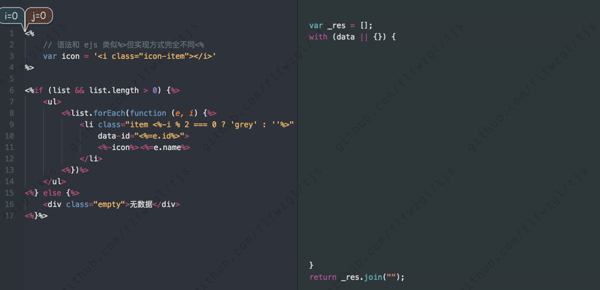 i=0 j=0
1 <%
2 // 语法和 ejs 类似%>但实现方式完全不同<%
3 var icon = '<i class="icon-item"></i>'
4 %>
5
6 <%if (list && list.length > 0) {%>
7 <ul>
8 <%list.forEach(function (e, i) {%>
9 <li class="item <%-i % 2 === 0 ? 'grey' : ''%>"
10 data-id="<%=e.id%>">
11 <%-icon%><%=e.name%>
12 </li>
13 <%})%>
14 </ul>
15 <%} else {%>
16 <div class="empty">无数据</div>
17 <%}%>
var _res = [];
with (data || {}) {
}
return _res.join("");